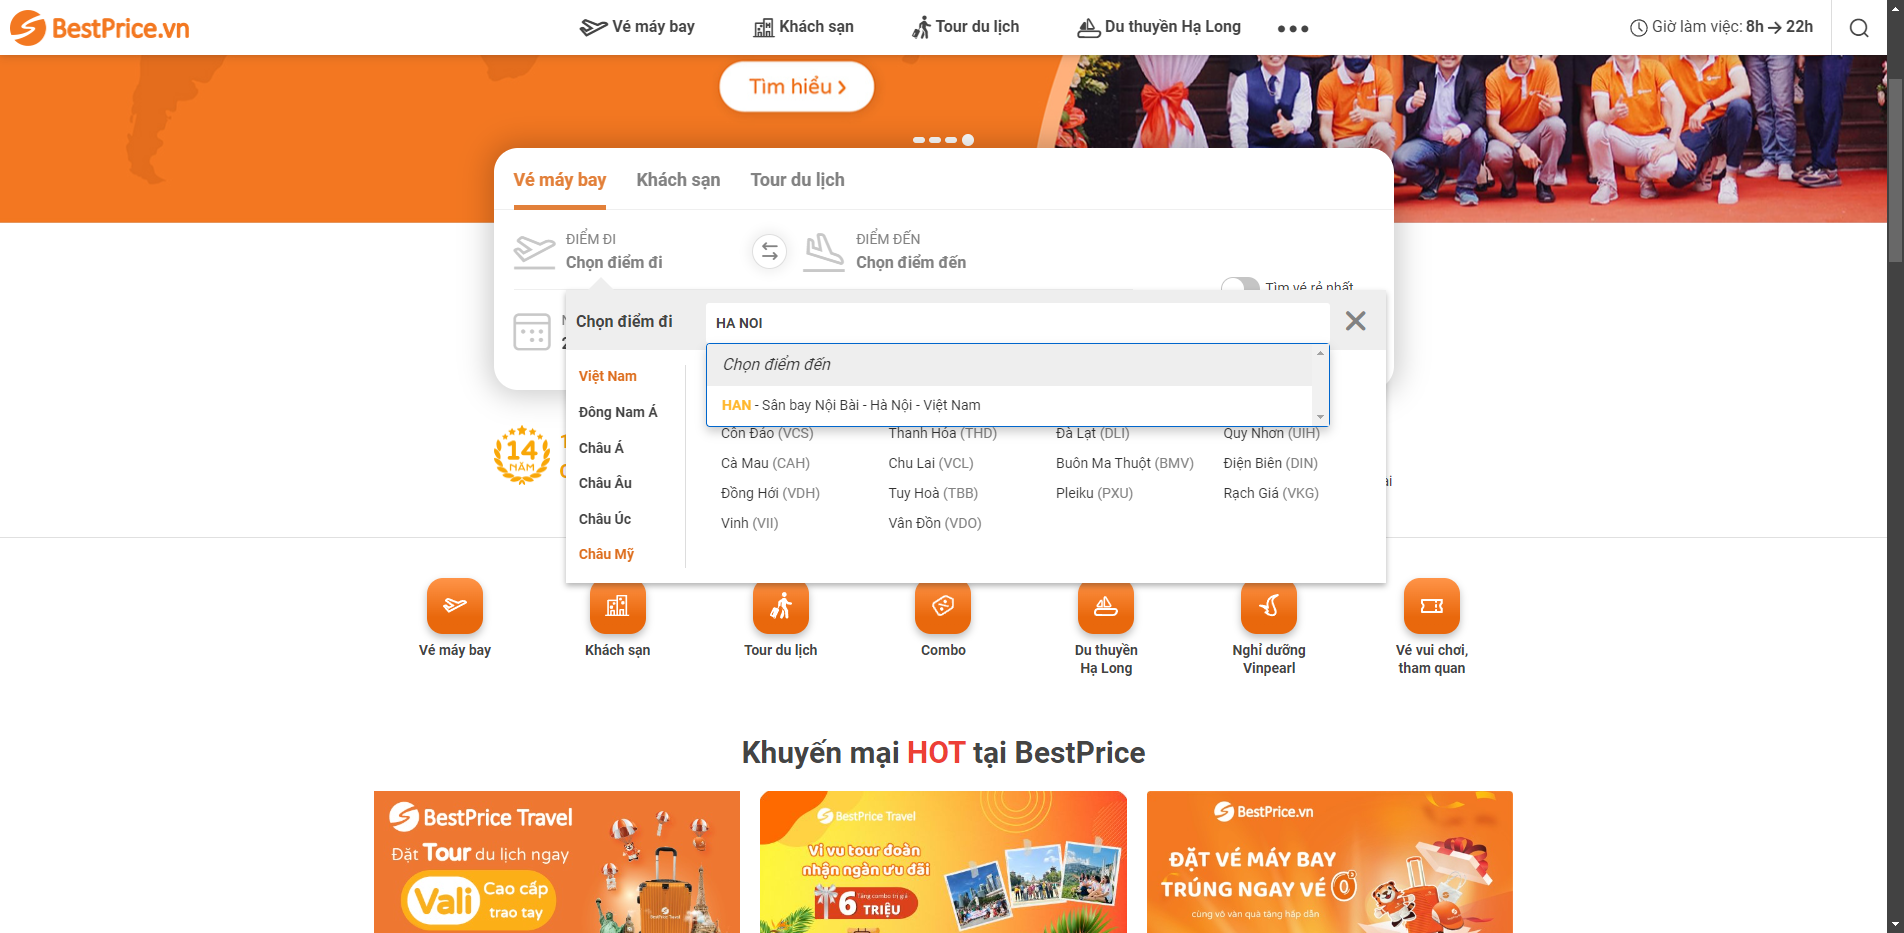 BestPrice.vn
Vé máy bay
Khách sạn
Tour du lịch
Du thuyền Hạ Long
Giờ làm việc: 8h → 22h
Tìm hiểu
Vé máy bay
Khách sạn
Tour du lịch
ĐIỂM ĐI
Chọn điểm đi
ĐIỂM ĐẾN
Chọn điểm đến
Tìm vé rẻ nhất
Chọn điểm đi
HA NOI
Chọn điểm đến
HAN - Sân bay Nội Bài - Hà Nội - Việt Nam
Việt Nam
Đông Nam Á
Châu Á
Châu Âu
Châu Úc
Châu Mỹ
Côn Đảo (VCS)
Thanh Hóa (THD)
Đà Lạt (DLI)
Quy Nhơn (UIH)
Cà Mau (CAH)
Chu Lai (VCL)
Buôn Ma Thuột (BMV)
Điện Biên (DIN)
Đồng Hới (VDH)
Tuy Hoà (TBB)
Pleiku (PXU)
Rạch Giá (VKG)
Vinh (VII)
Vân Đồn (VDO)
14
NĂM
Vé máy bay
Khách sạn
Tour du lịch
Combo
Du thuyền
Hạ Long
Nghỉ dưỡng
Vinpearl
Vé vui chơi,
tham quan
Khuyến mại HOT tại BestPrice
BestPrice Travel
Đặt Tour du lịch ngay
Vali Cao cấp
trao tay
BestPrice Travel
BestPrice Travel
Vi vu tour đoàn
nhận ngàn ưu đãi
Tặng combo trị giá
6 TRIỆU
BestPrice.vn
ĐẶT VÉ MÁY BAY
TRÚNG NGAY VÉ 0
cùng vô vàn quà tặng hấp dẫn